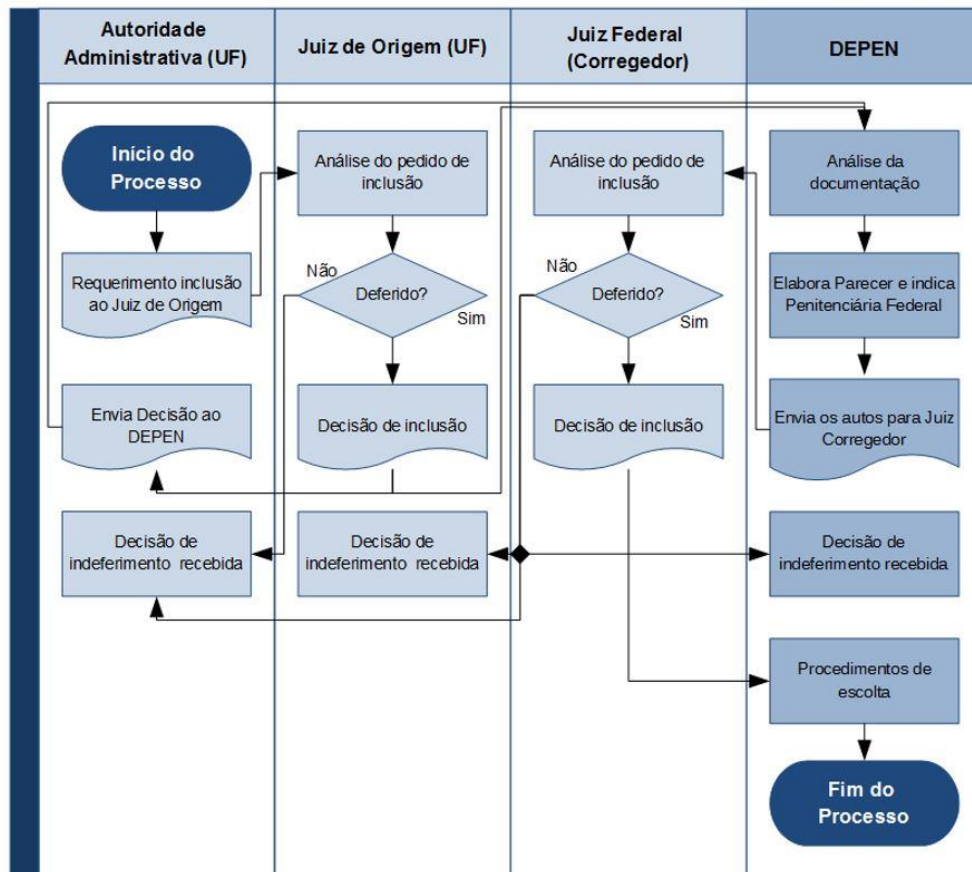 Autoridade
Administrativa (UF)
Juiz de Origem (UF)
Juiz Federal
(Corregedor)
DEPEN
Início do
Processo
Análise do pedido de
inclusão
Análise do pedido de
inclusão
Análise da
documentação
Requerimento inclusão
ao Juiz de Origem
Não
Deferido?
Sim
Não
Deferido?
Sim
Elabora Parecer e indica
Penitenciária Federal
Envia Decisão ao
DEPEN
Decisão de inclusão
Decisão de inclusão
Envia os autos para Juiz
Corregedor
Decisão de
indeferimento recebida
Decisão de
indeferimento recebida
Decisão de
indeferimento recebida
Procedimentos de
escolta
Fim do
Processo